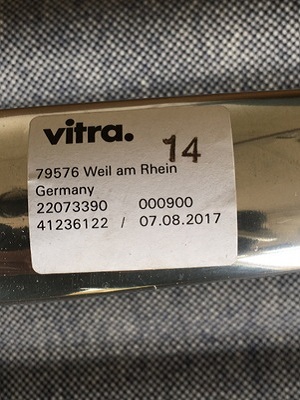 vitra. 14
79576 Weil am Rhein
Germany
22073390 000900
41236122 / 07.08.2017